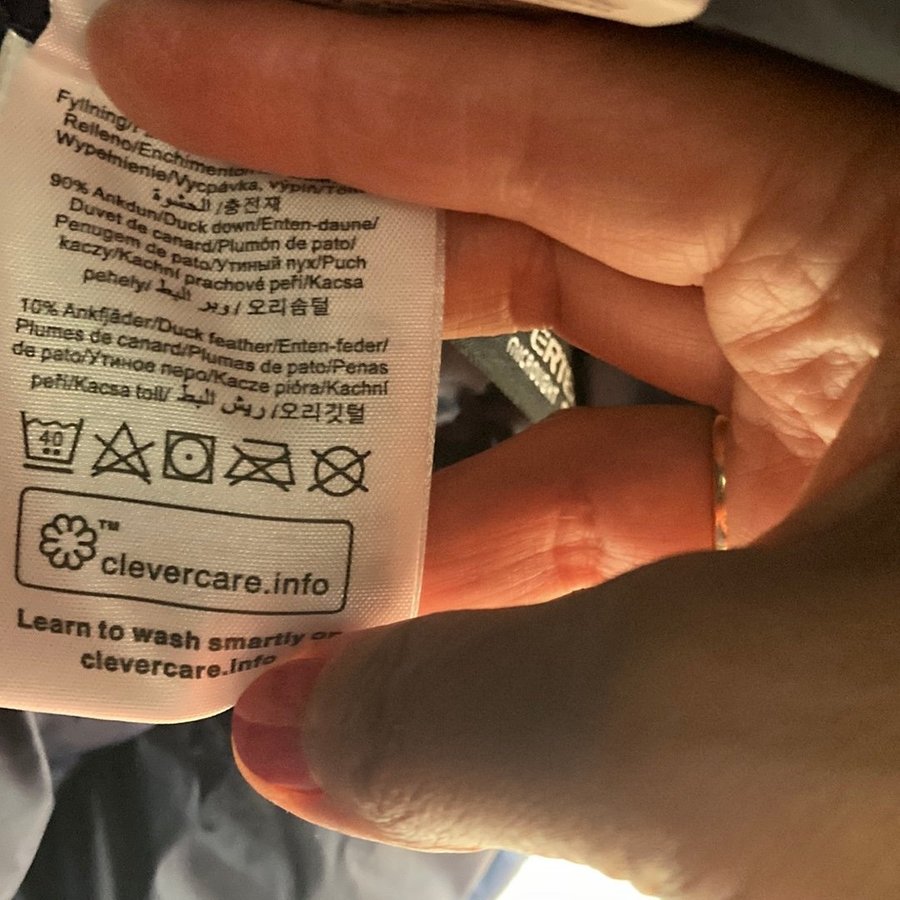 Fyllning/
Relleno/Enchimento
Wypełnienie/Vycpávka, výplň/
الحشوة /충전재
90% Ankdun/Duck down/Enten-daune/
Duvet de canard/Plumón de pato/
Penugem de pato/Утиный пух/Puch
kaczy/Kachní prachové peří/Kacsa
pehely/ وبر البط / 오리솜털
10% Ankfjäder/Duck feather/Enten-feder/
Plumes de canard/Plumas de pato/Penas
de pato/Утиное перо/Kacze pióra/Kachní
peří/Kacsa toll/ ريش البط /오리깃털
40
™
clevercare.info
Learn to wash smartly on
clevercare.info